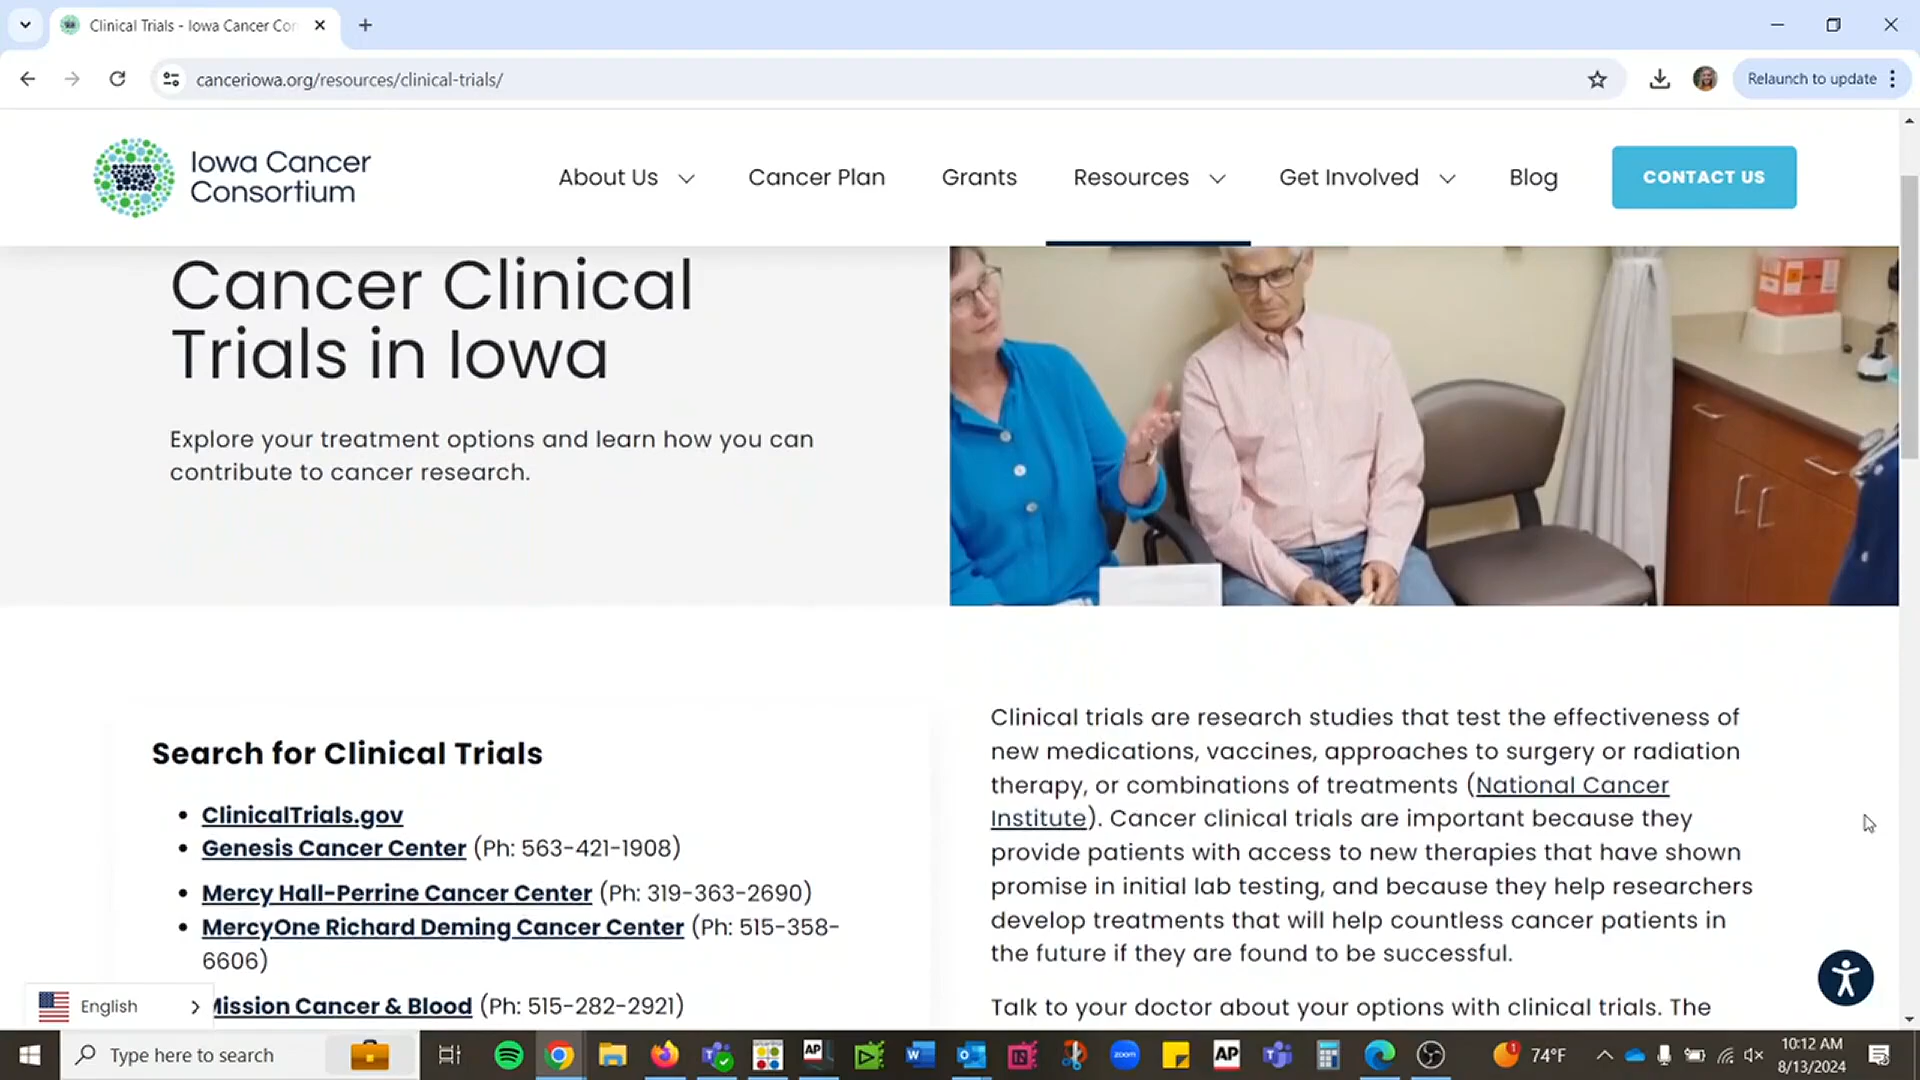 Clinical Trials - Iowa Cancer Con
canceriowa.org/resources/clinical-trials/
Relaunch to update
Iowa Cancer
Consortium
About Us
Cancer Plan
Grants
Resources
Get Involved
Blog
CONTACT US
Cancer Clinical
Trials in Iowa
Explore your treatment options and learn how you can
contribute to cancer research.
Search for Clinical Trials
• ClinicalTrials.gov
• Genesis Cancer Center (Ph: 563-421-1908)
• Mercy Hall-Perrine Cancer Center (Ph: 319-363-2690)
• MercyOne Richard Deming Cancer Center (Ph: 515-358-
6606)
Mission Cancer & Blood (Ph: 515-282-2921)
Clinical trials are research studies that test the effectiveness of
new medications, vaccines, approaches to surgery or radiation
therapy, or combinations of treatments (National Cancer
Institute). Cancer clinical trials are important because they
provide patients with access to new therapies that have shown
promise in initial lab testing, and because they help researchers
develop treatments that will help countless cancer patients in
the future if they are found to be successful.
Talk to your doctor about your options with clinical trials. The
English
Type here to search
AP
zoom
AP
1
74°F
10:12 AM
8/13/2024